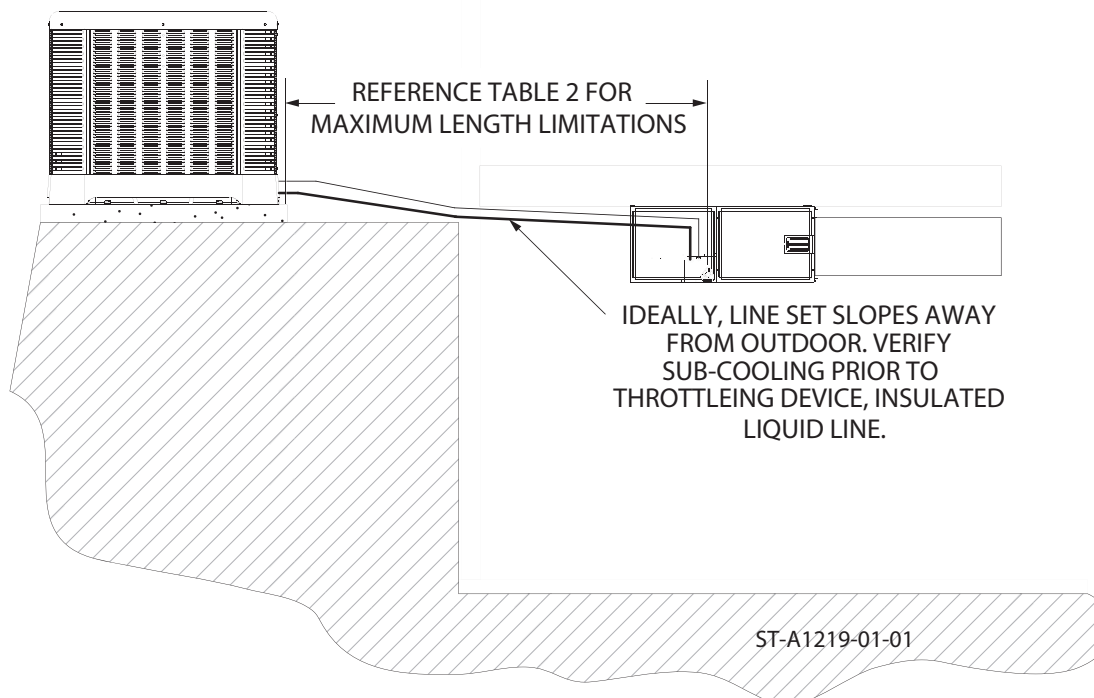 REFERENCE TABLE 2 FOR
MAXIMUM LENGTH LIMITATIONS
IDEALLY, LINE SET SLOPES AWAY
FROM OUTDOOR. VERIFY
SUB-COOLING PRIOR TO
THROTTLEING DEVICE, INSULATED
LIQUID LINE.
ST-A1219-01-01